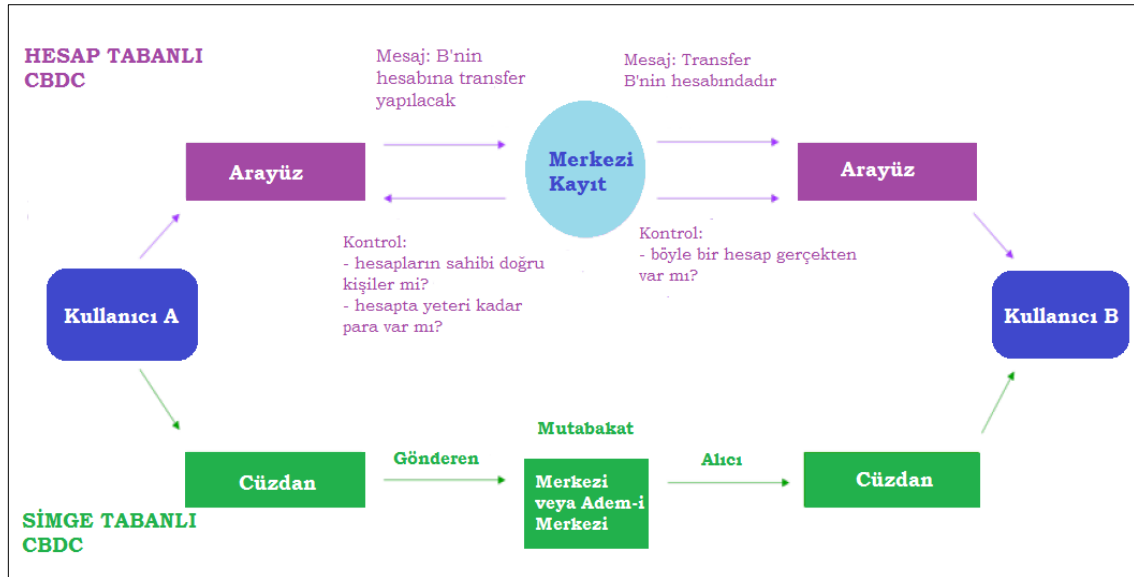 HESAP TABANLI
CBDC
Mesaj: B'nin
hesabına transfer
yapılacak
Mesaj: Transfer
B'nin hesabındadır
Arayüz
Merkezi
Kayıt
Arayüz
Kontrol:
- hesapların sahibi doğru
kişiler mi?
- hesapta yeteri kadar
para var mı?
Kontrol:
- böyle bir hesap gerçekten
var mı?
Kullanıcı A
Kullanıcı B
Mutabakat
Cüzdan
Gönderen
Merkezi
veya Adem-i
Merkezi
Alıcı
Cüzdan
SİMGE TABANLI
CBDC